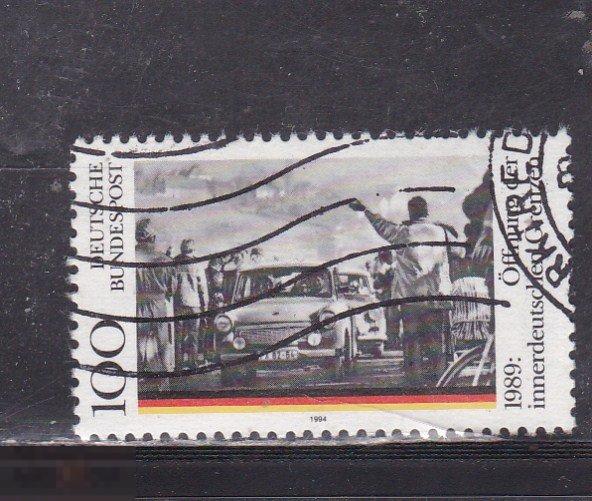 100
DEUTSCHE
BUNDESPOST
1989:
Öffnung der
innerdeutschen Grenzen
1994